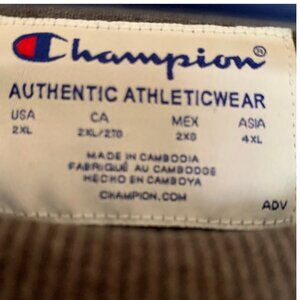 Champion®
AUTHENTIC ATHLETICWEAR
USA CA MEX ASIA
2XL 2XL/2TG 2XG 4XL
MADE IN CAMBODIA
FABRIQUÉ AU CAMBODGE
HECHO EN CAMBOYA
CHAMPION.COM
ADV